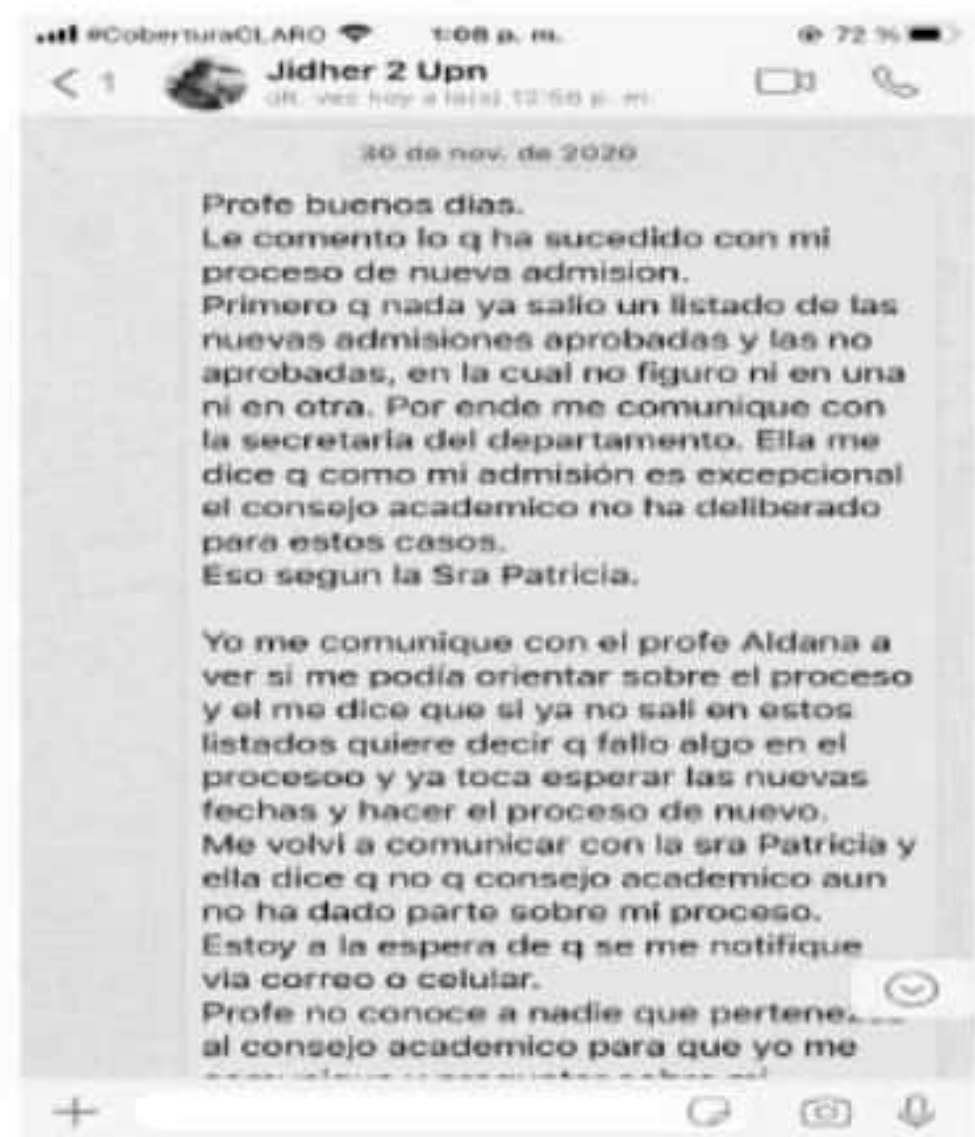 #CoberturaCLARO 1:08 p. m. 72 %
1 Jidher 2 Upn
últ. vez hoy a la(s) 12:58 p. m.
30 de nov. de 2020
Profe buenos dias.
Le comento lo q ha sucedido con mi
proceso de nueva admision.
Primero q nada ya salio un listado de las
nuevas admisiones aprobadas y las no
aprobadas, en la cual no figuro ni en una
ni en otra. Por ende me comunique con
la secretaria del departamento. Ella me
dice q como mi admisión es excepcional
el consejo academico no ha deliberado
para estos casos.
Eso segun la Sra Patricia.
Yo me comunique con el profe Aldana a
ver si me podía orientar sobre el proceso
y el me dice que si ya no sali en estos
listados quiere decir q fallo algo en el
procesoo y ya toca esperar las nuevas
fechas y hacer el proceso de nuevo.
Me volvi a comunicar con la sra Patricia y
ella dice q no q consejo academico aun
no ha dado parte sobre mi proceso.
Estoy a la espera de q se me notifique
via correo o celular.
Profe no conoce a nadie que
al consejo academico para que yo me